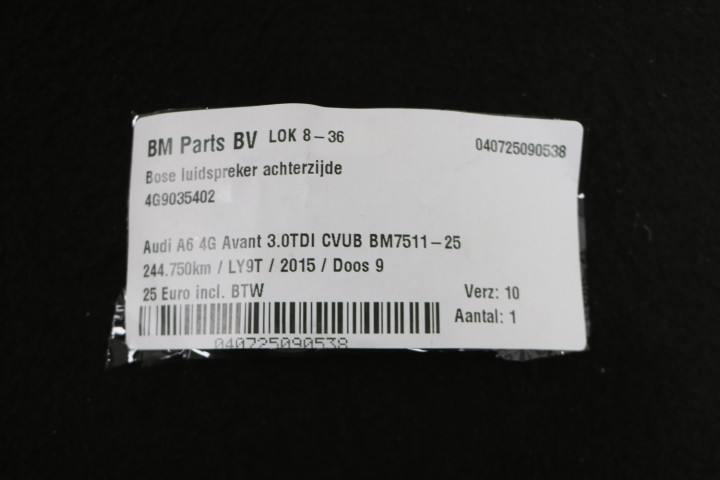 BM Parts BV LOK 8-36 040725090538
Bose luidspreker achterzijde
4G9035402
Audi A6 4G Avant 3.0TDI CVUB BM7511-25
244.750km / LY9T / 2015 / Doos 9
25 Euro incl. BTW Verz: 10
Aantal: 1
040725090538